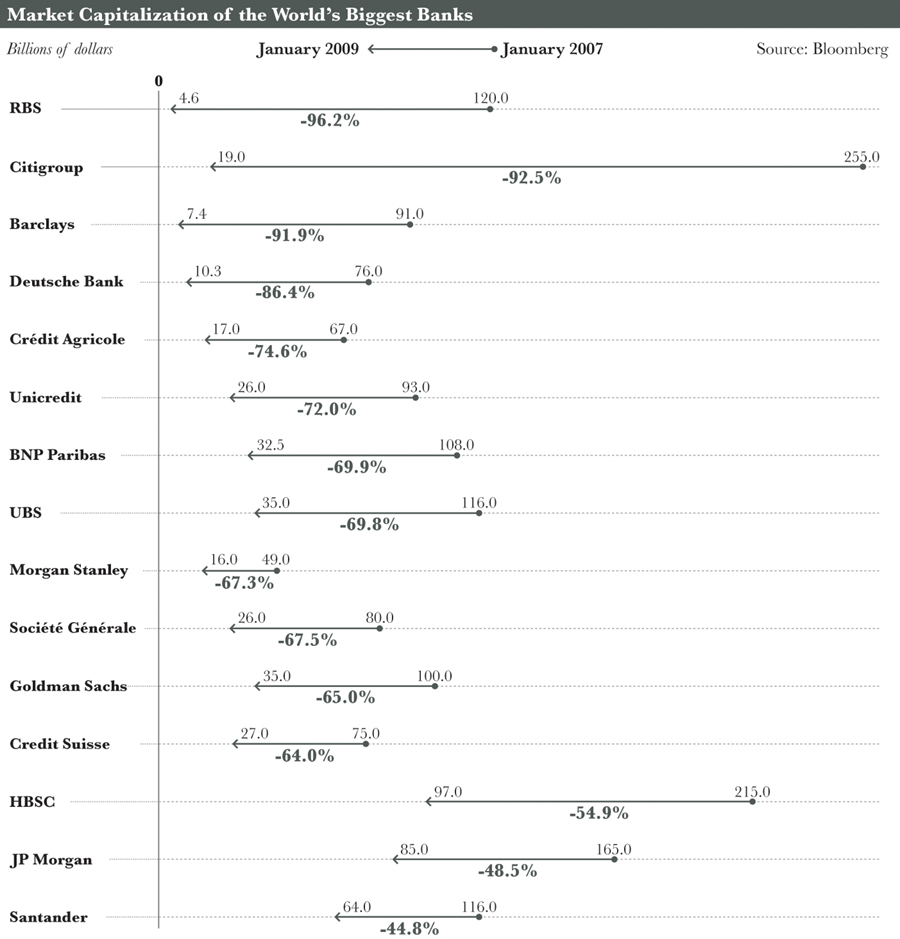 Market Capitalization of the World’s Biggest Banks
Billions of dollars January 2009 January 2007 Source: Bloomberg
0
RBS 4.6 120.0
-96.2%
Citigroup 19.0 255.0
-92.5%
Barclays 7.4 91.0
-91.9%
Deutsche Bank 10.3 76.0
-86.4%
Crédit Agricole 17.0 67.0
-74.6%
Unicredit 26.0 93.0
-72.0%
BNP Paribas 32.5 108.0
-69.9%
UBS 35.0 116.0
-69.8%
Morgan Stanley 16.0 49.0
-67.3%
Société Générale 26.0 80.0
-67.5%
Goldman Sachs 35.0 100.0
-65.0%
Credit Suisse 27.0 75.0
-64.0%
HBSC 97.0 215.0
-54.9%
JP Morgan 85.0 165.0
-48.5%
Santander 64.0 116.0
-44.8%